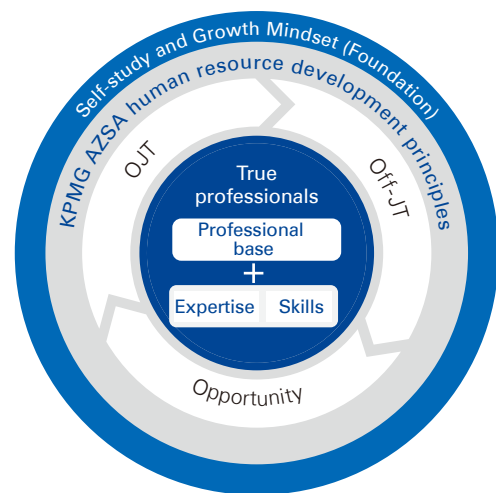 Self-study and Growth Mindset (Foundation)
KPMG AZSA human resource development principles
OJT
Off-JT
Opportunity
True
professionals
Professional
base
+
Expertise
Skills